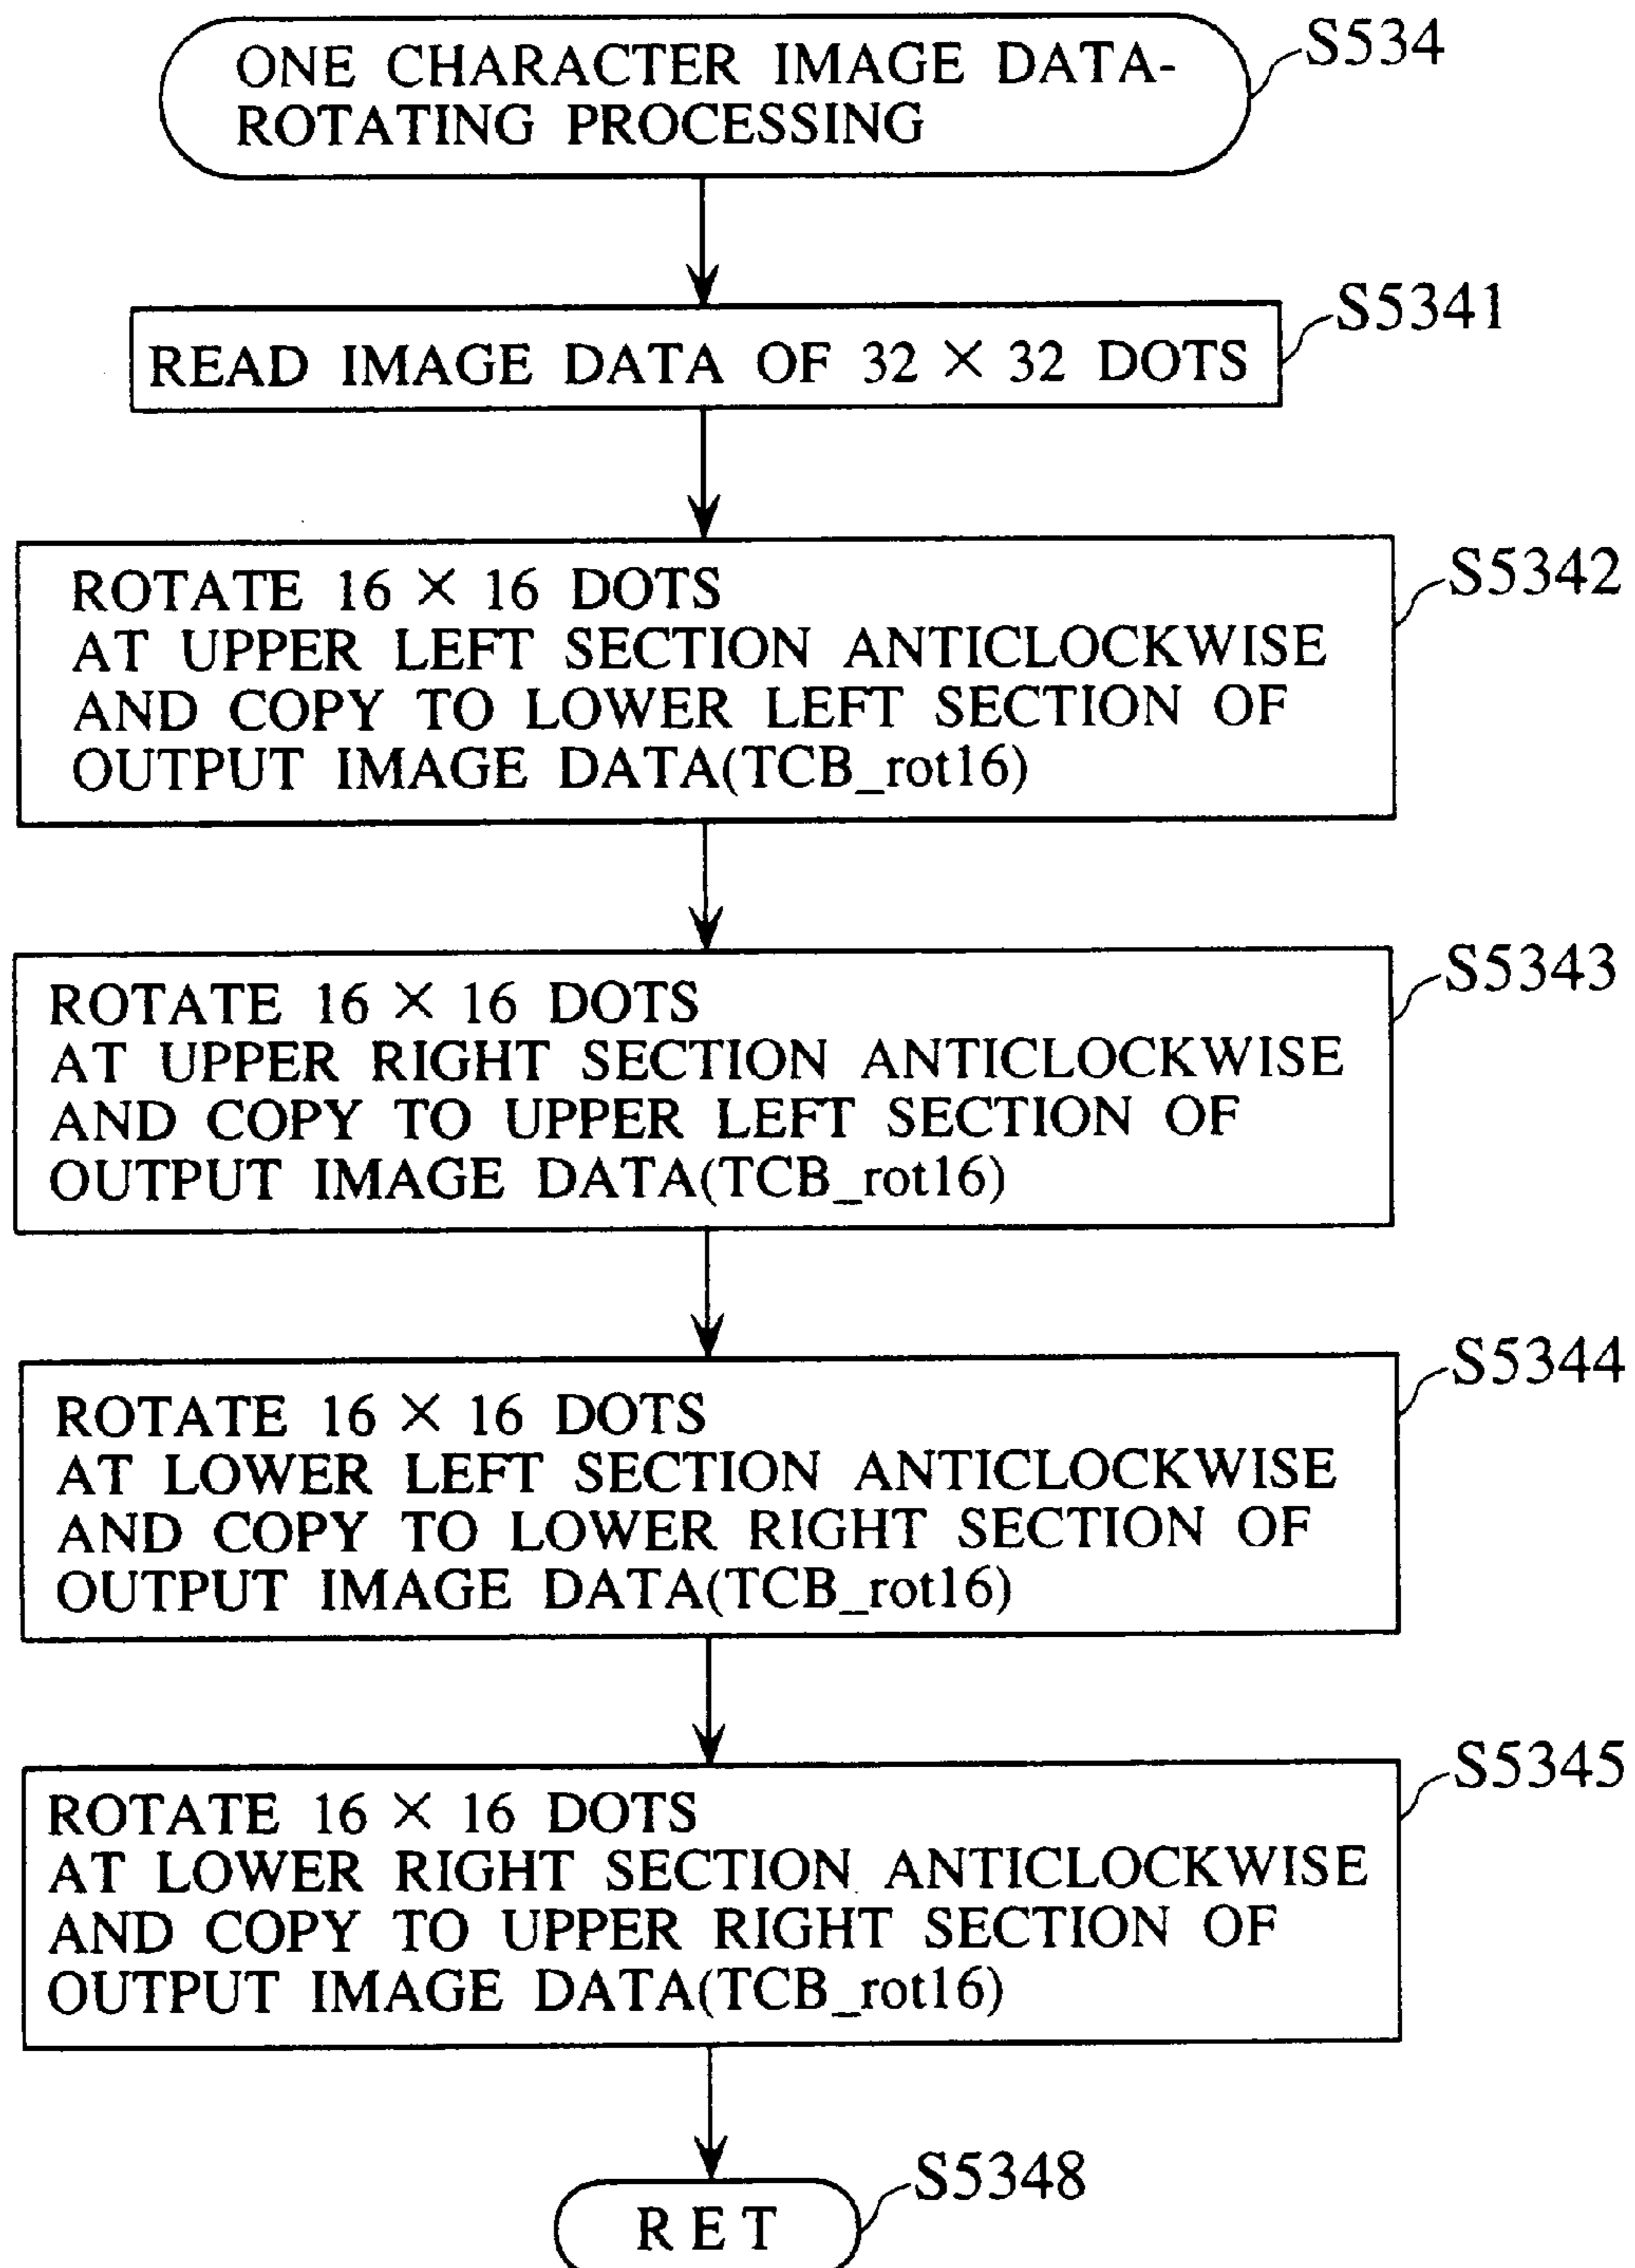 ONE CHARACTER IMAGE DATA-
ROTATING PROCESSING
S534
READ IMAGE DATA OF 32 × 32 DOTS
S5341
ROTATE 16 × 16 DOTS
AT UPPER LEFT SECTION ANTICLOCKWISE
AND COPY TO LOWER LEFT SECTION OF
OUTPUT IMAGE DATA(TCB_rot16)
S5342
ROTATE 16 × 16 DOTS
AT UPPER RIGHT SECTION ANTICLOCKWISE
AND COPY TO UPPER LEFT SECTION OF
OUTPUT IMAGE DATA(TCB_rot16)
S5343
ROTATE 16 × 16 DOTS
AT LOWER LEFT SECTION ANTICLOCKWISE
AND COPY TO LOWER RIGHT SECTION OF
OUTPUT IMAGE DATA(TCB_rot16)
S5344
ROTATE 16 × 16 DOTS
AT LOWER RIGHT SECTION ANTICLOCKWISE
AND COPY TO UPPER RIGHT SECTION OF
OUTPUT IMAGE DATA(TCB_rot16)
S5345
RET
S5348